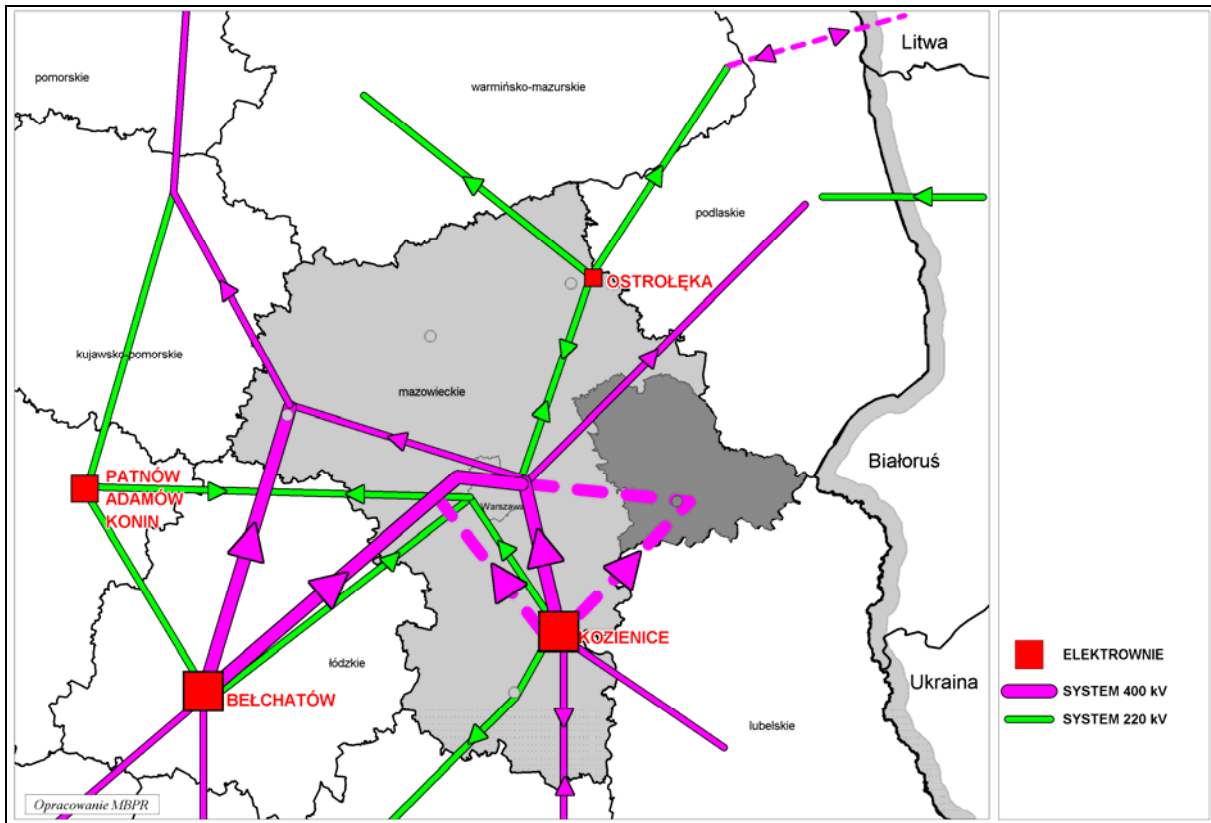 Litwa
pomorskie
warmińsko-mazurskie
podlaskie
OSTROŁĘKA
kujawsko-pomorskie
mazowieckie
Białoruś
PATNÓW
ADAMÓW
KONIN
Warszawa
KOZIENICE
ELEKTROWNIE
łódzkie
Ukraina
SYSTEM 400 kV
BEŁCHATÓW
SYSTEM 220 kV
lubelskie
Opracowanie MBPR